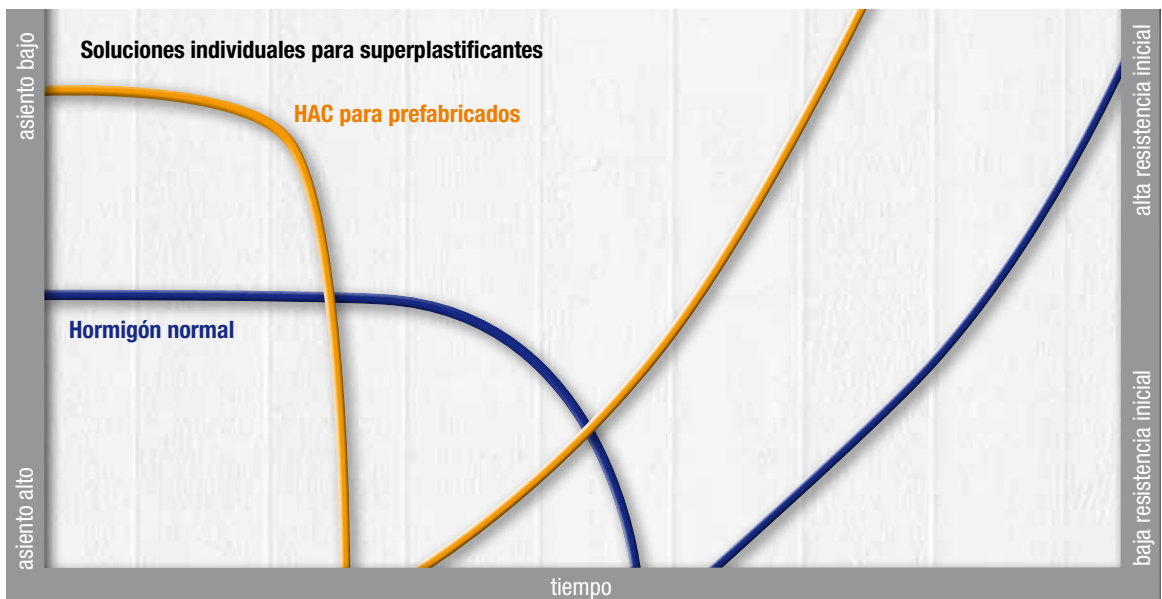 Soluciones individuales para superplastificantes
HAC para prefabricados
Hormigón normal
asiento bajo
asiento alto
alta resistencia inicial
baja resistencia inicial
tiempo